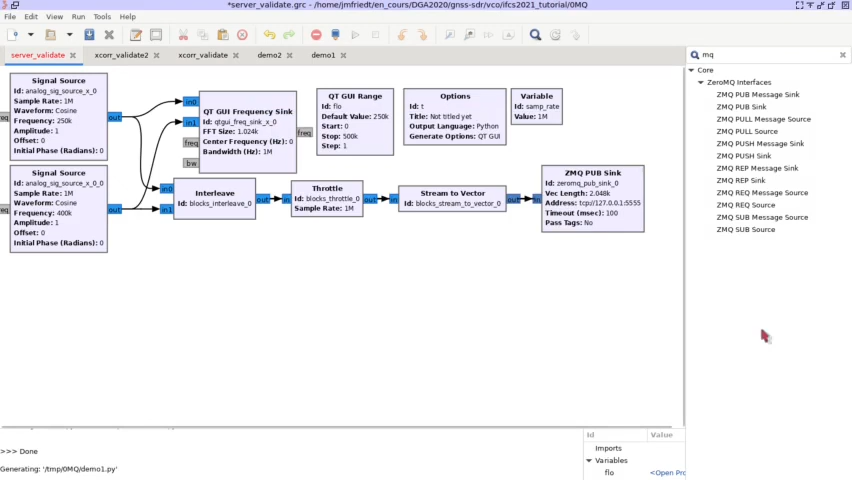 *server_validate.grc - /home/jmfriedt/en_cours/DGA2020/gnss-sdr/vco/ifcs2021_tutorial/0MQ
File Edit View Run Tools Help
server_validate xcorr_validate2 xcorr_validate demo2 demo1
mq
Signal Source
Id: analog_sig_source_x_0
Sample Rate: 1M
Waveform: Cosine
Frequency: 250k
Amplitude: 1
Offset: 0
Initial Phase (Radians): 0
out
in0
in1
freq
bw
QT GUI Frequency Sink
Id: qtgui_freq_sink_x_0
FFT Size: 1.024k
Center Frequency (Hz): 0
Bandwidth (Hz): 1M
freq
QT GUI Range
Id: flo
Default Value: 250k
Start: 0
Stop: 500k
Step: 1
Options
Id: t
Title: Not titled yet
Output Language: Python
Generate Options: QT GUI
Variable
Id: samp_rate
Value: 1M
Signal Source
Id: analog_sig_source_x_0_0
Sample Rate: 1M
Waveform: Cosine
Frequency: 400k
Amplitude: 1
Offset: 0
Initial Phase (Radians): 0
out
in0
in1
Interleave
Id: blocks_interleave_0
out
in
Throttle
Id: blocks_throttle_0
Sample Rate: 1M
out
in
Stream to Vector
Id: blocks_stream_to_vector_0
out
in
ZMQ PUB Sink
Id: zeromq_pub_sink_0
Vec Length: 2.048k
Address: tcp://127.0.0.1:5555
Timeout (msec): 100
Pass Tags: No
Core
ZeroMQ Interfaces
ZMQ PUB Message Sink
ZMQ PUB Sink
ZMQ PULL Message Source
ZMQ PULL Source
ZMQ PUSH Message Sink
ZMQ PUSH Sink
ZMQ REP Message Sink
ZMQ REP Sink
ZMQ REQ Message Source
ZMQ REQ Source
ZMQ SUB Message Source
ZMQ SUB Source
>>> Done
Generating: '/tmp/0MQ/demo1.py'
Id Value
Imports
Variables
flo <Open Pro